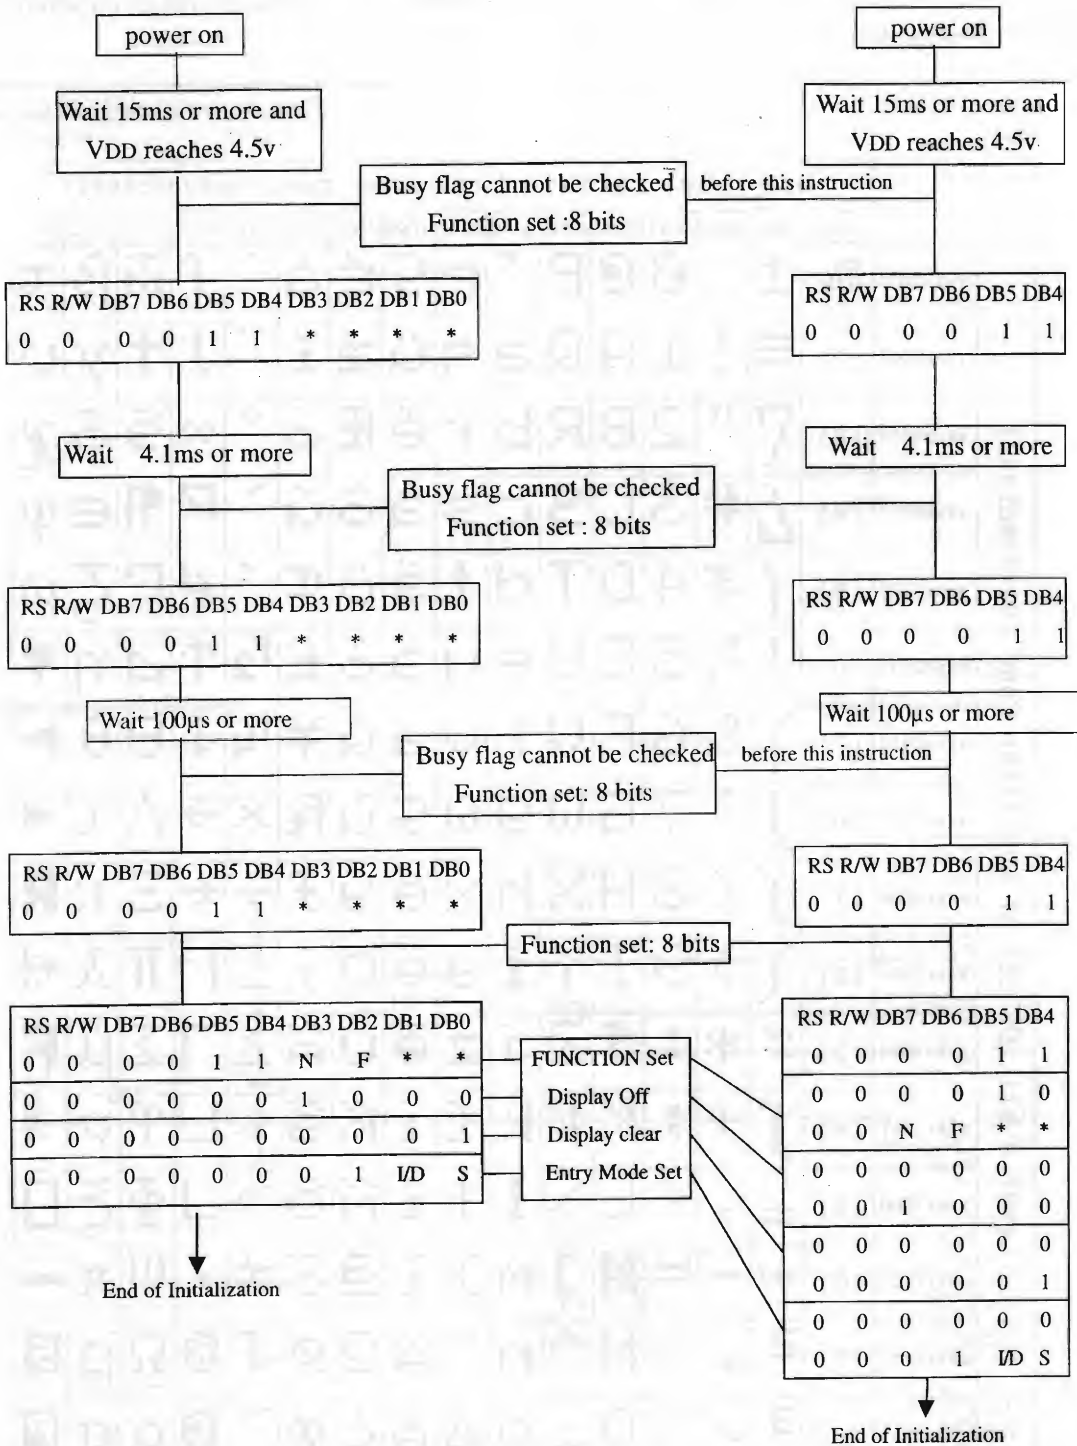 power on
Wait 15ms or more and
VDD reaches 4.5v
Busy flag cannot be checked
Function set :8 bits
RS R/W DB7 DB6 DB5 DB4 DB3 DB2 DB1 DB0
0 0 0 0 1 1 * * * *
Wait 4.1ms or more
Busy flag cannot be checked
Function set : 8 bits
RS R/W DB7 DB6 DB5 DB4 DB3 DB2 DB1 DB0
0 0 0 0 1 1 * * * *
Wait 100µs or more
Busy flag cannot be checked
Function set: 8 bits
RS R/W DB7 DB6 DB5 DB4 DB3 DB2 DB1 DB0
0 0 0 0 1 1 * * * *
Function set: 8 bits
RS R/W DB7 DB6 DB5 DB4 DB3 DB2 DB1 DB0
0 0 0 0 1 1 N F * *
0 0 0 0 0 0 1 0 0 0
0 0 0 0 0 0 0 0 0 1
0 0 0 0 0 0 0 1 I/D S
End of Initialization
FUNCTION Set
Display Off
Display clear
Entry Mode Set
power on
Wait 15ms or more and
VDD reaches 4.5v
before this instruction
RS R/W DB7 DB6 DB5 DB4
0 0 0 0 1 1
Wait 4.1ms or more
RS R/W DB7 DB6 DB5 DB4
0 0 0 0 1 1
Wait 100µs or more
before this instruction
RS R/W DB7 DB6 DB5 DB4
0 0 0 0 1 1
RS R/W DB7 DB6 DB5 DB4
0 0 0 0 1 1
0 0 0 0 1 0
0 0 N F * *
0 0 0 0 0 0
0 0 1 0 0 0
0 0 0 0 0 0
0 0 0 0 0 1
0 0 0 0 0 0
0 0 0 1 I/D S
End of Initialization